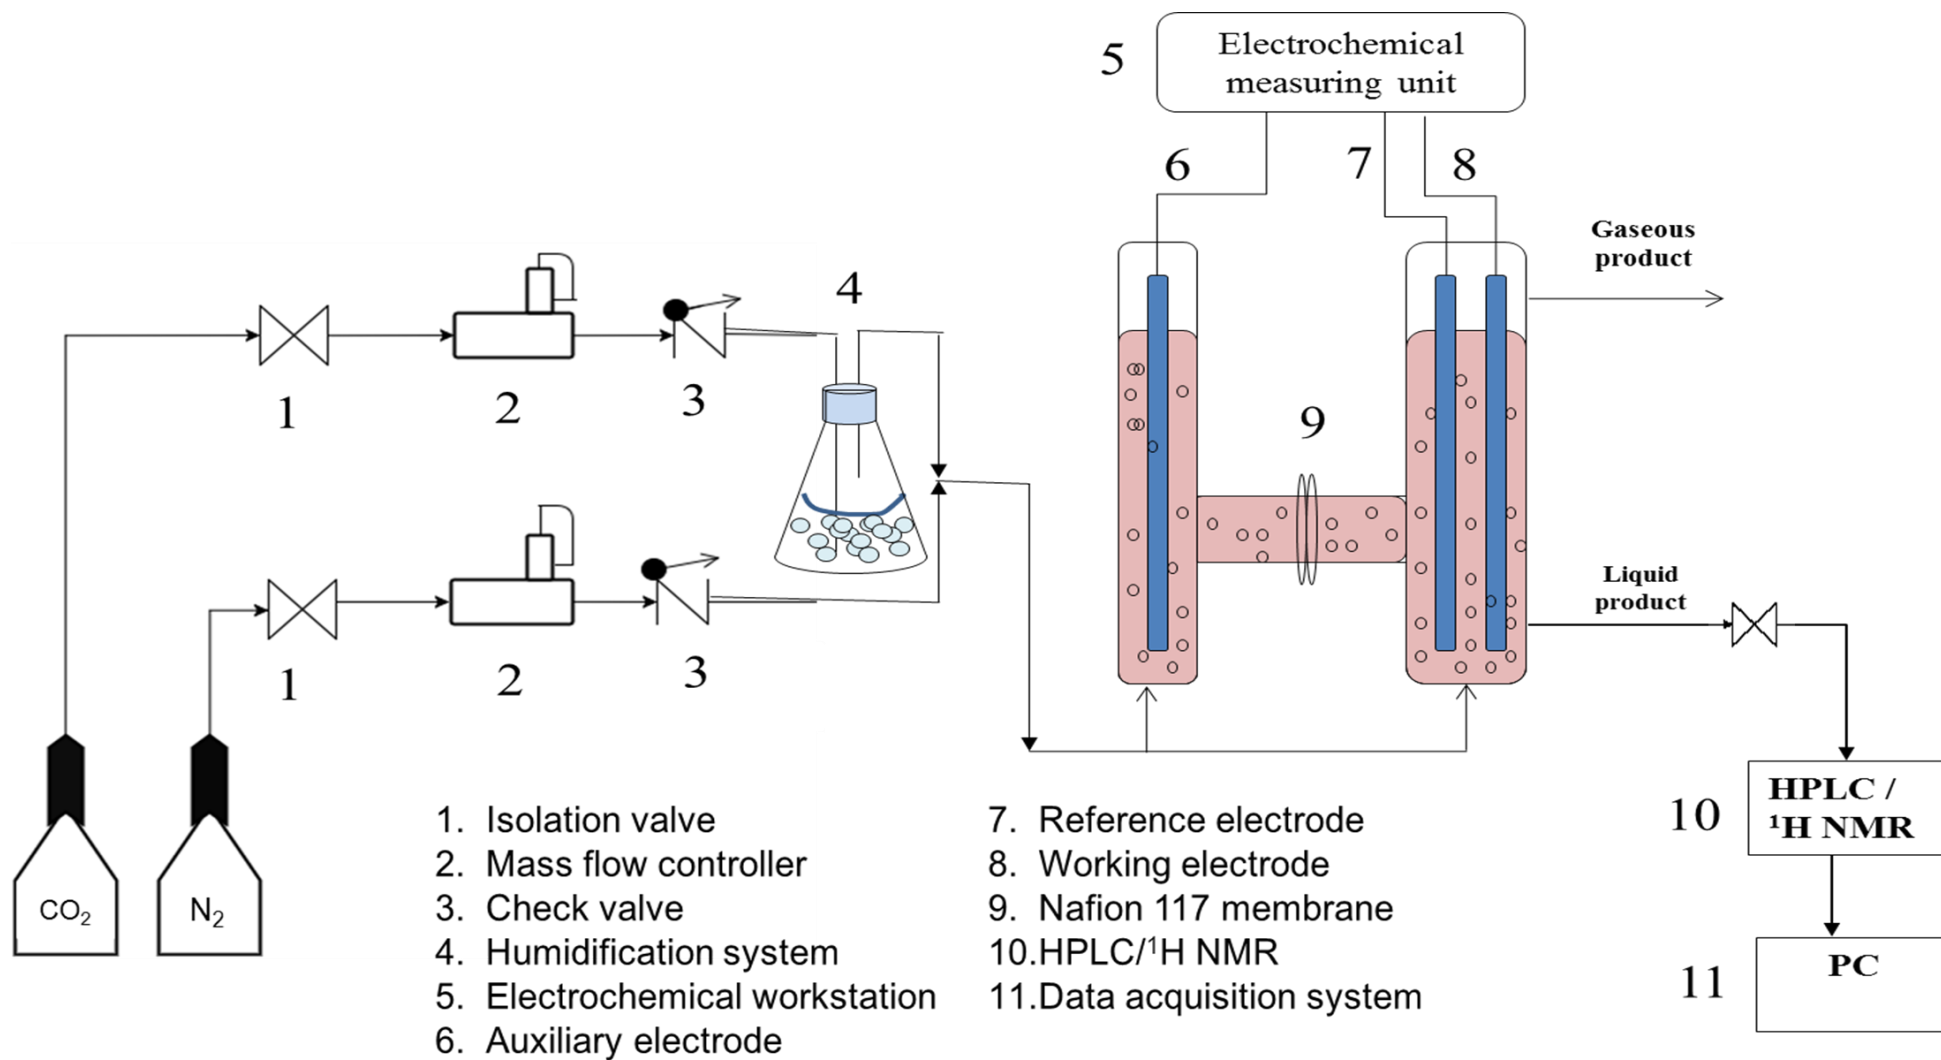 5
Electrochemical
measuring unit
6
7
8
Gaseous
product
4
1
2
3
9
Liquid
product
1
2
3
CO₂
N₂
10
HPLC /
¹H NMR
11
PC
1. Isolation valve
2. Mass flow controller
3. Check valve
4. Humidification system
5. Electrochemical workstation
6. Auxiliary electrode
7. Reference electrode
8. Working electrode
9. Nafion 117 membrane
10.HPLC/¹H NMR
11.Data acquisition system